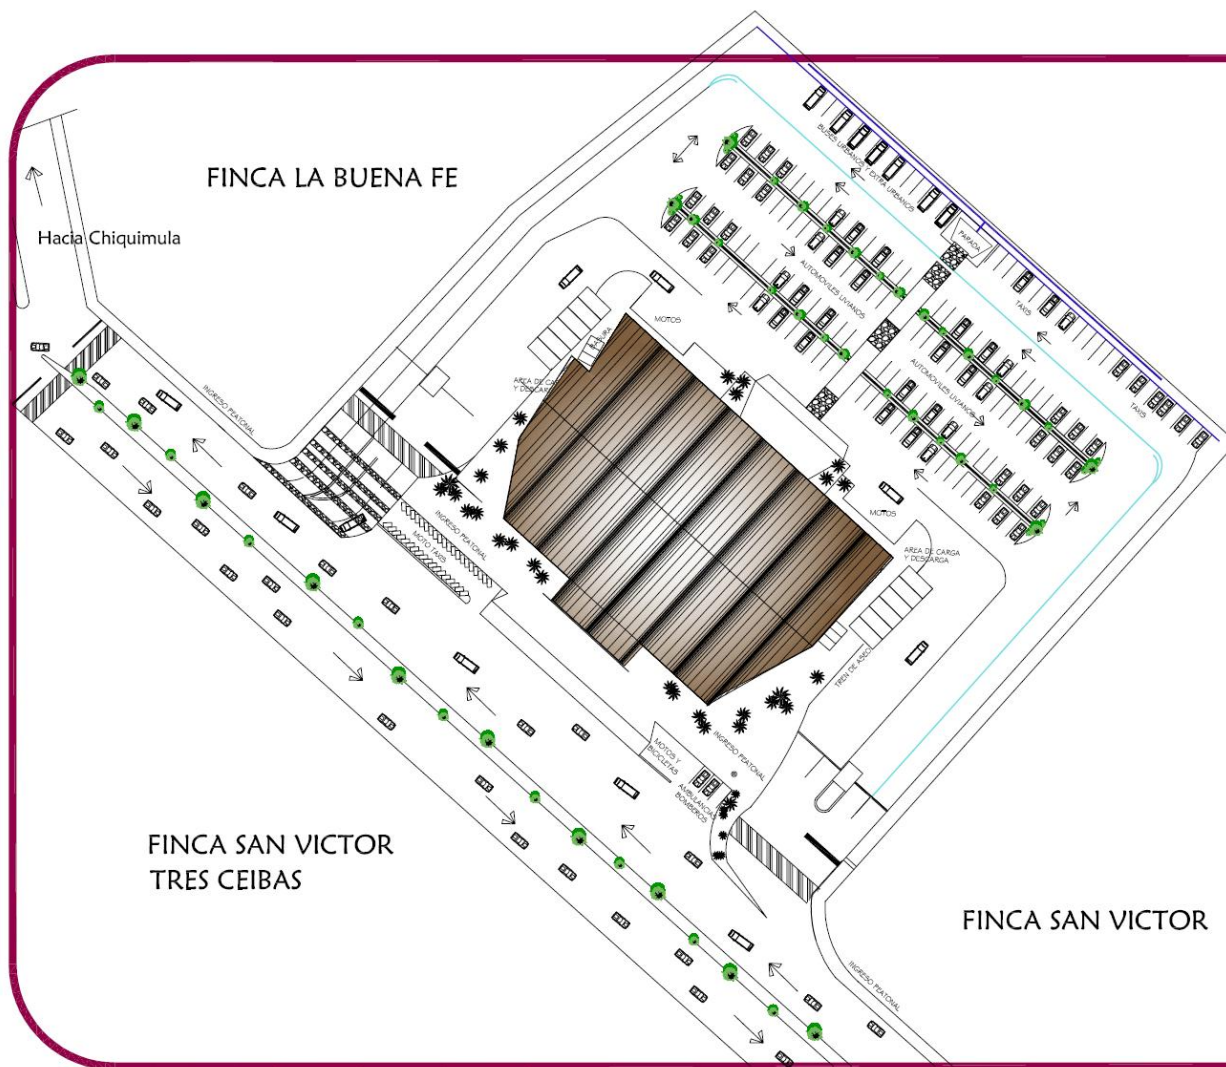 FINCA LA BUENA FE
Hacia Chiquimula
BUSES URBANOS Y EXTRA URBANOS
PARADA
TAXIS
TAXIS
AUTOMOVILES LIVIANOS
AUTOMOVILES LIVIANOS
MOTOS
BASURA
AREA DE CARGA
Y DESCARGA
INGRESO PEATONAL
INGRESO PEATONAL
MOTO TAXIS
MOTOS
AREA DE CARGA
Y DESCARGA
TREN DE ASEO
INGRESO PEATONAL
MOTOS Y
BICICLETAS
AMBULANCIAS
BOMBEROS
FINCA SAN VICTOR
TRES CEIBAS
FINCA SAN VICTOR
INGRESO PEATONAL